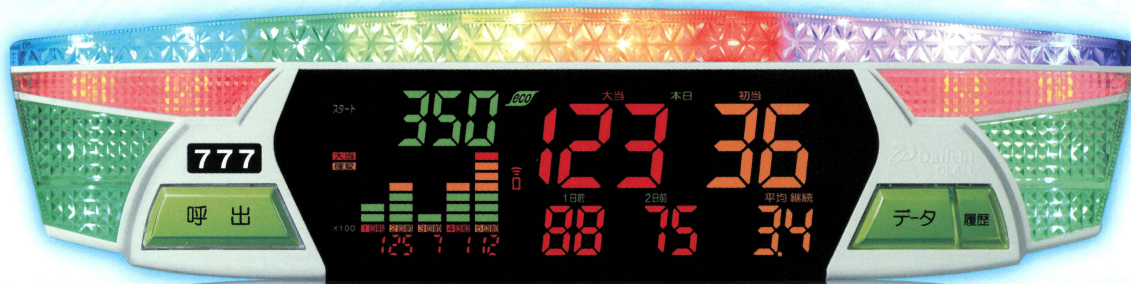 スタート 350 eco
大当 本日 初当
123 36
777
大当
確変
呼出
1日前 2日前 平均継続
88 75 3.4
×100 1回前 2回前 3回前 4回前 5回前
125 7 112
Daiichi
データ 履歴